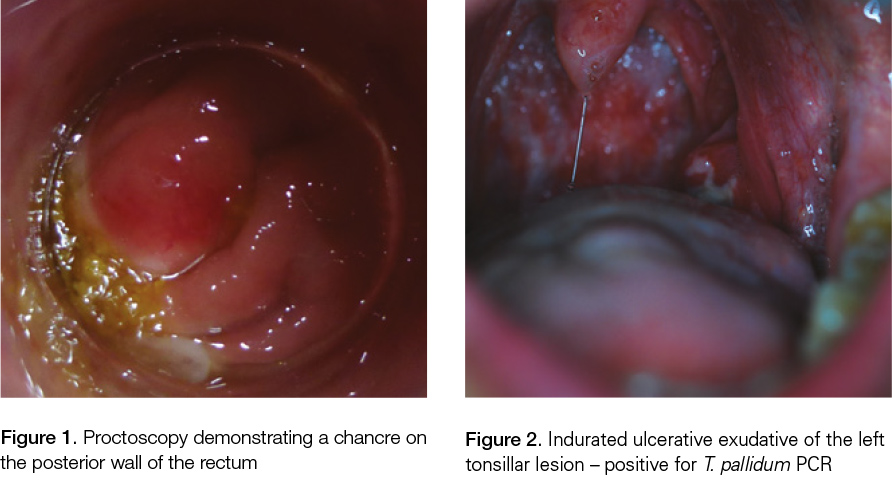 Figure 1. Proctoscopy demonstrating a chancre on
the posterior wall of the rectum
Figure 2. Indurated ulcerative exudative of the left
tonsillar lesion – positive for T. pallidum PCR